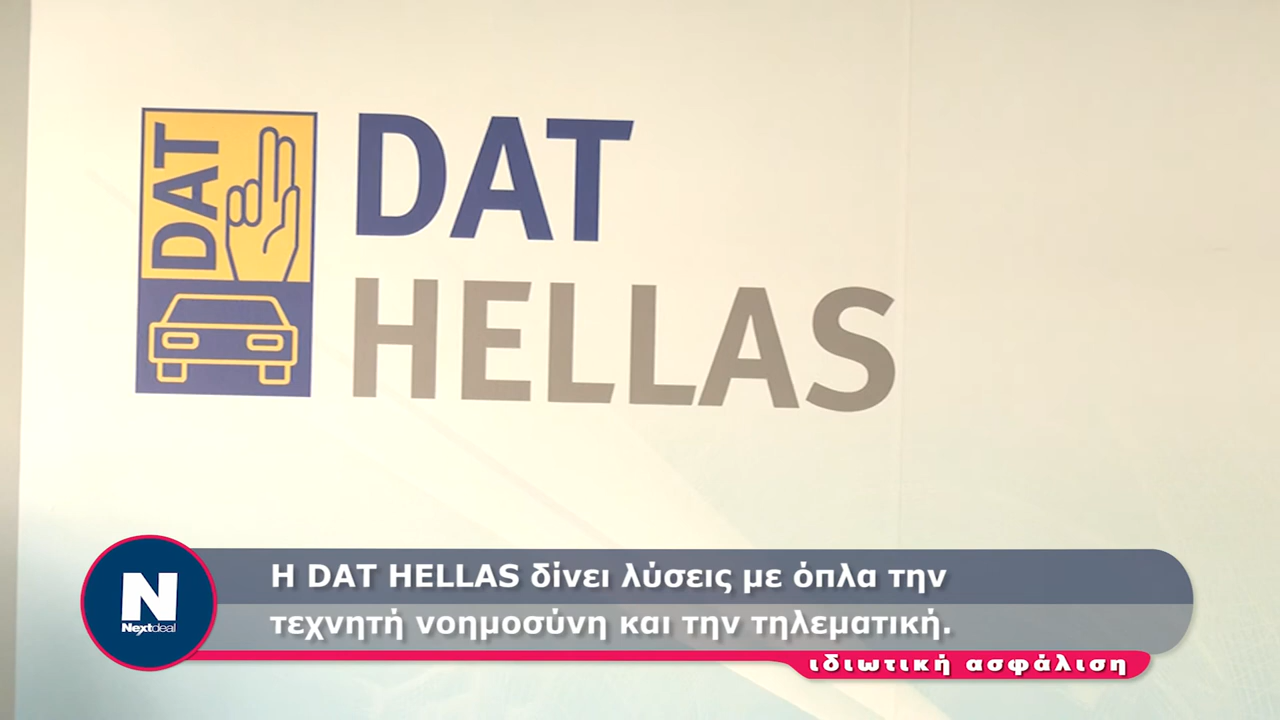 DAT
DAT
HELLAS
Η DAT HELLAS δίνει λύσεις με όπλα την
τεχνητή νοημοσύνη και την τηλεματική.
N
Nextdeal
ιδιωτική ασφάλιση